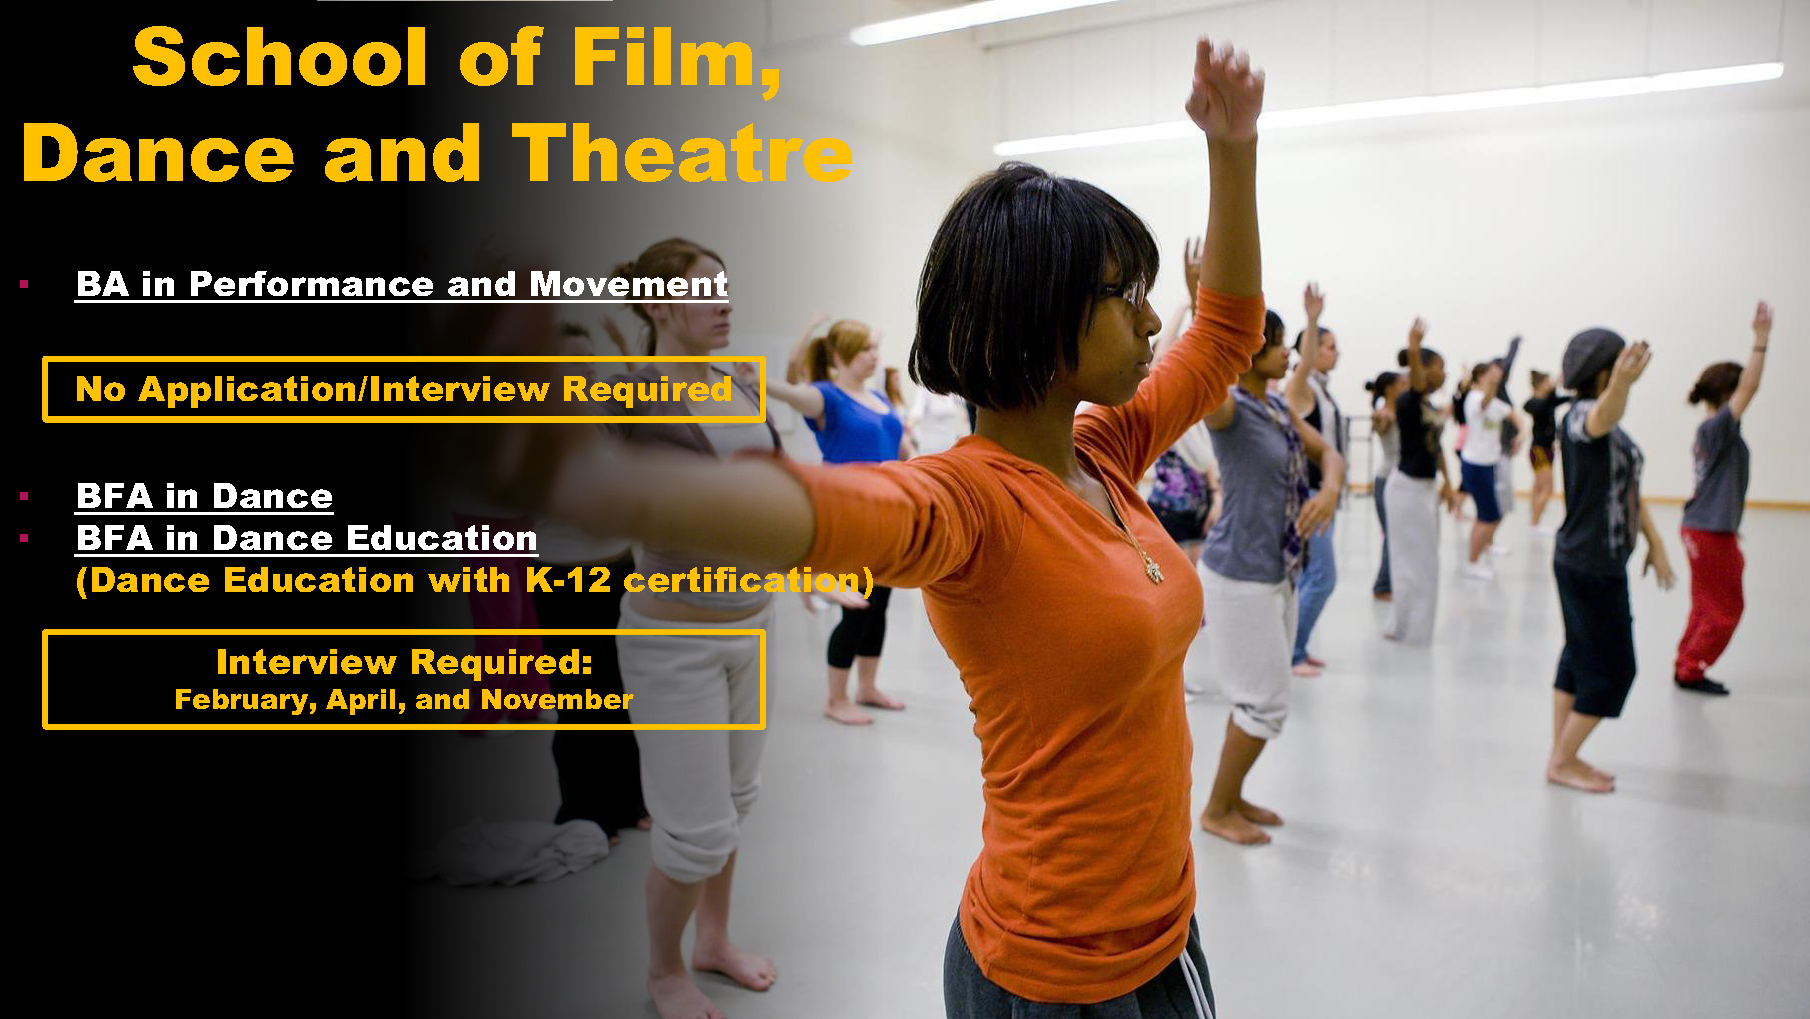 School of Film,
Dance and Theatre
▪ BA in Performance and Movement
No Application/Interview Required
▪ BFA in Dance
▪ BFA in Dance Education
(Dance Education with K-12 certification)
Interview Required:
February, April, and November